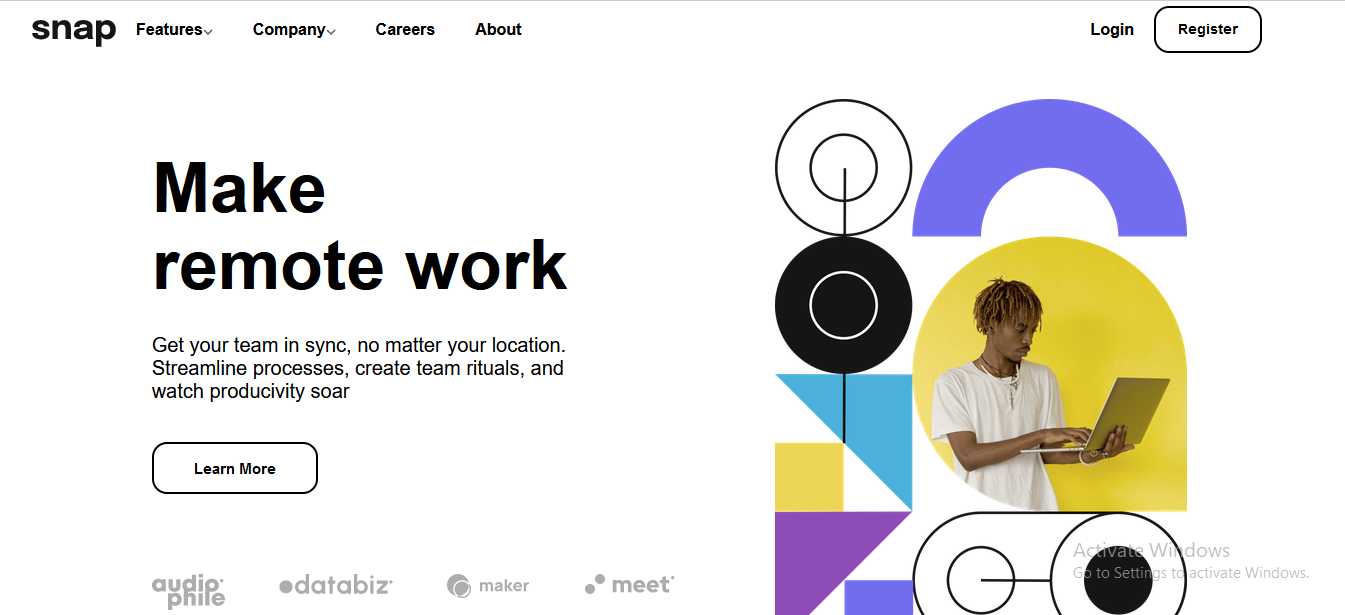 snap Features Company Careers About Login Register
Make
remote work
Get your team in sync, no matter your location.
Streamline processes, create team rituals, and
watch producivity soar
Learn More
audio
phile
databiz
maker
meet
Activate Windows
Go to Settings to activate Windows.